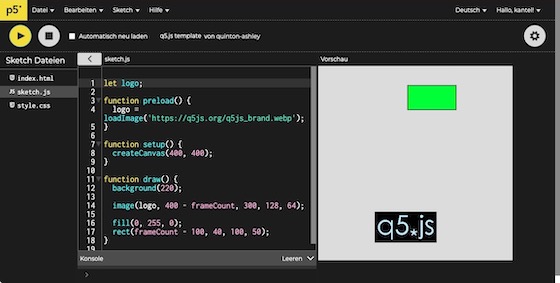 p5* Datei Bearbeiten Sketch Hilfe Deutsch Hallo, kantel!
Automatisch neu laden q5.js template von quinton-ashley
Sketch Dateien sketch.js Vorschau
index.html
sketch.js
style.css
1 let logo;
2
3 function preload() {
4 logo =
loadImage('https://q5js.org/q5js_brand.webp');
5 }
6
7 function setup() {
8 createCanvas(400, 400);
9 }
10
11 function draw() {
12 background(220);
13
14 image(logo, 400 - frameCount, 300, 128, 64);
15
16 fill(0, 255, 0);
17 rect(frameCount - 100, 40, 100, 50);
18 }
19
q5*js
Konsole Leeren
>